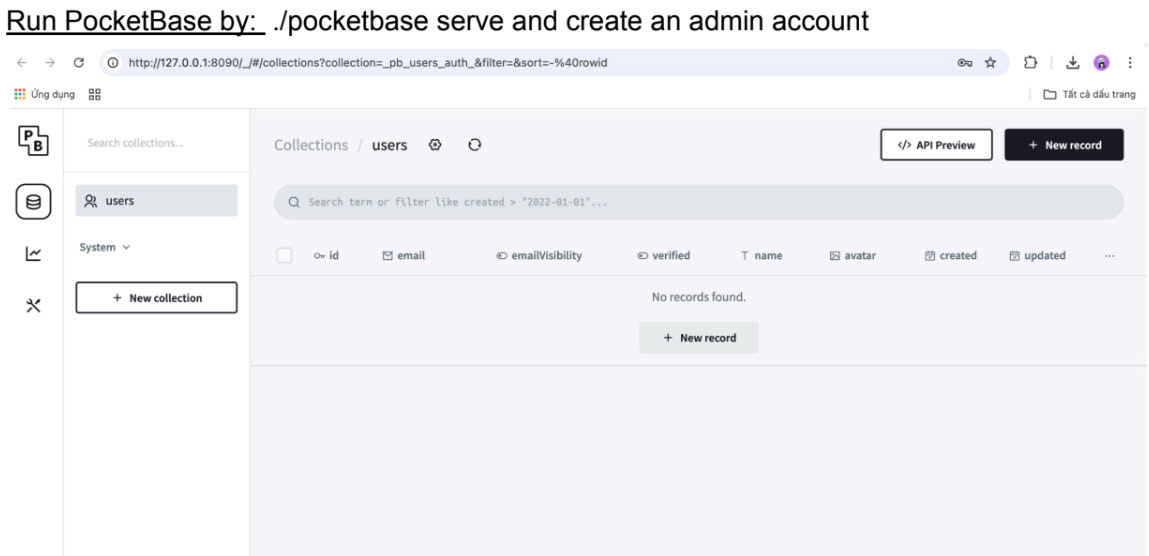 Run PocketBase by: ./pocketbase serve and create an admin account
http://127.0.0.1:8090/_/#/collections?collection=_pb_users_auth_&filter=&sort=-%40rowid
Ứng dụng
Tất cả dấu trang
PB
Search collections...
Collections / users
</> API Preview
+ New record
users
Search term or filter like created > "2022-01-01"...
System
id
email
emailVisibility
verified
T name
avatar
created
updated
...
+ New collection
No records found.
+ New record